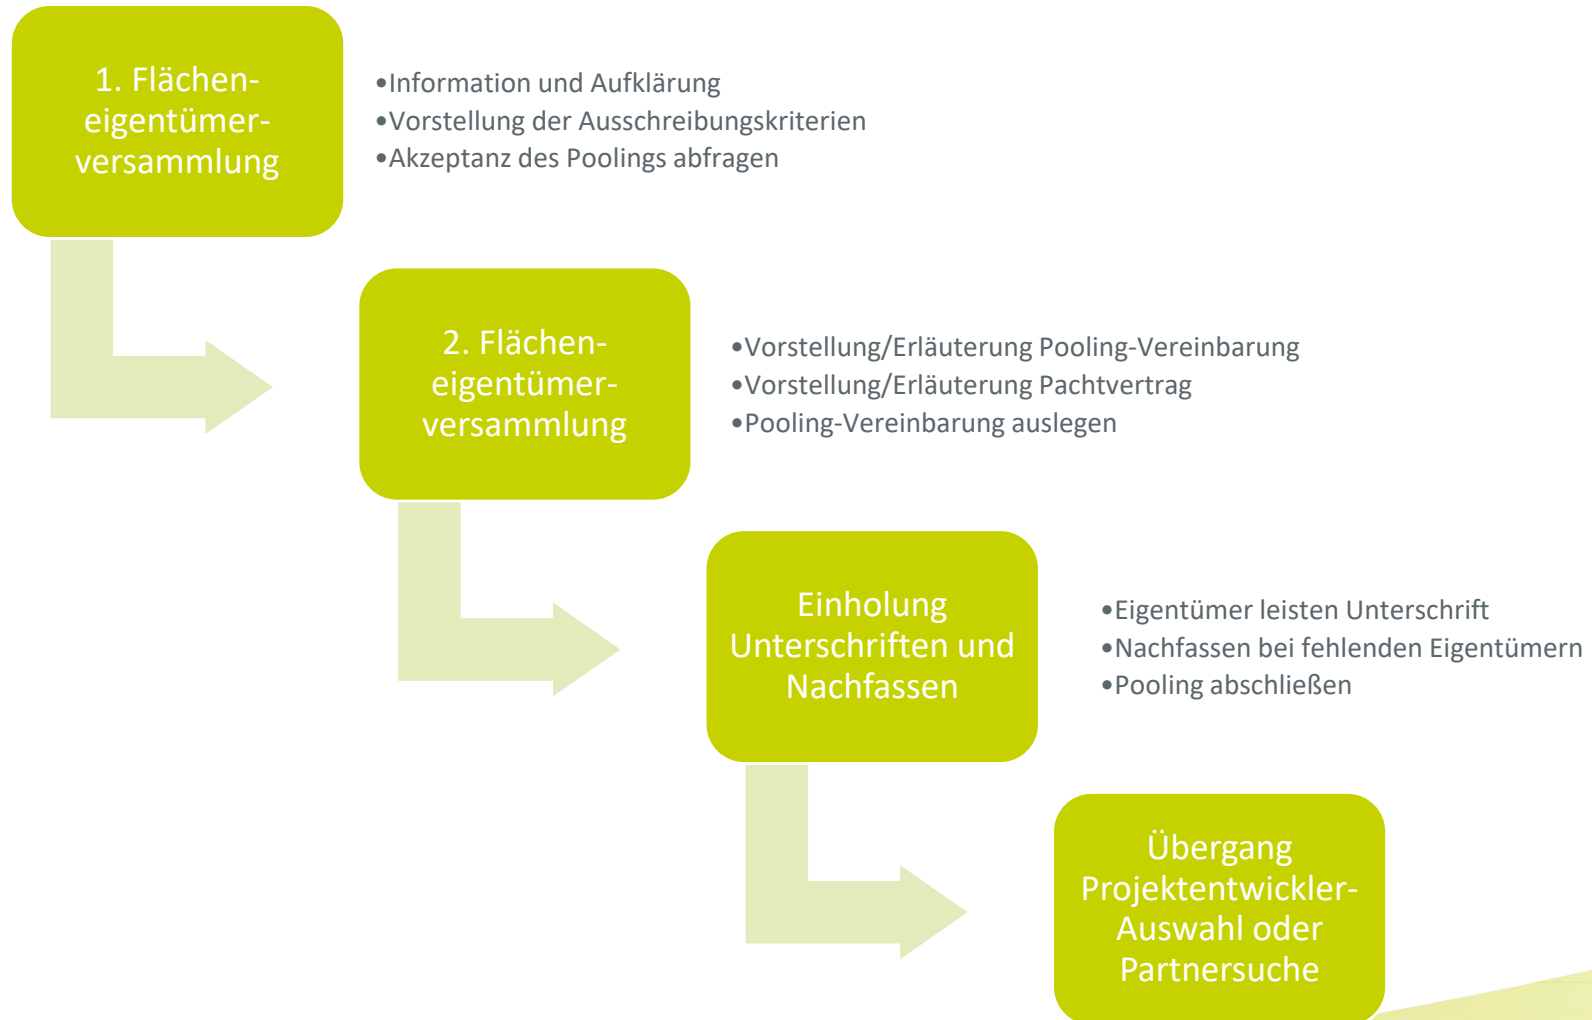 1. Flächen-
eigentümer-
versammlung
•Information und Aufklärung
•Vorstellung der Ausschreibungskriterien
•Akzeptanz des Poolings abfragen
2. Flächen-
eigentümer-
versammlung
•Vorstellung/Erläuterung Pooling-Vereinbarung
•Vorstellung/Erläuterung Pachtvertrag
•Pooling-Vereinbarung auslegen
Einholung
Unterschriften und
Nachfassen
•Eigentümer leisten Unterschrift
•Nachfassen bei fehlenden Eigentümern
•Pooling abschließen
Übergang
Projektentwickler-
Auswahl oder
Partnersuche